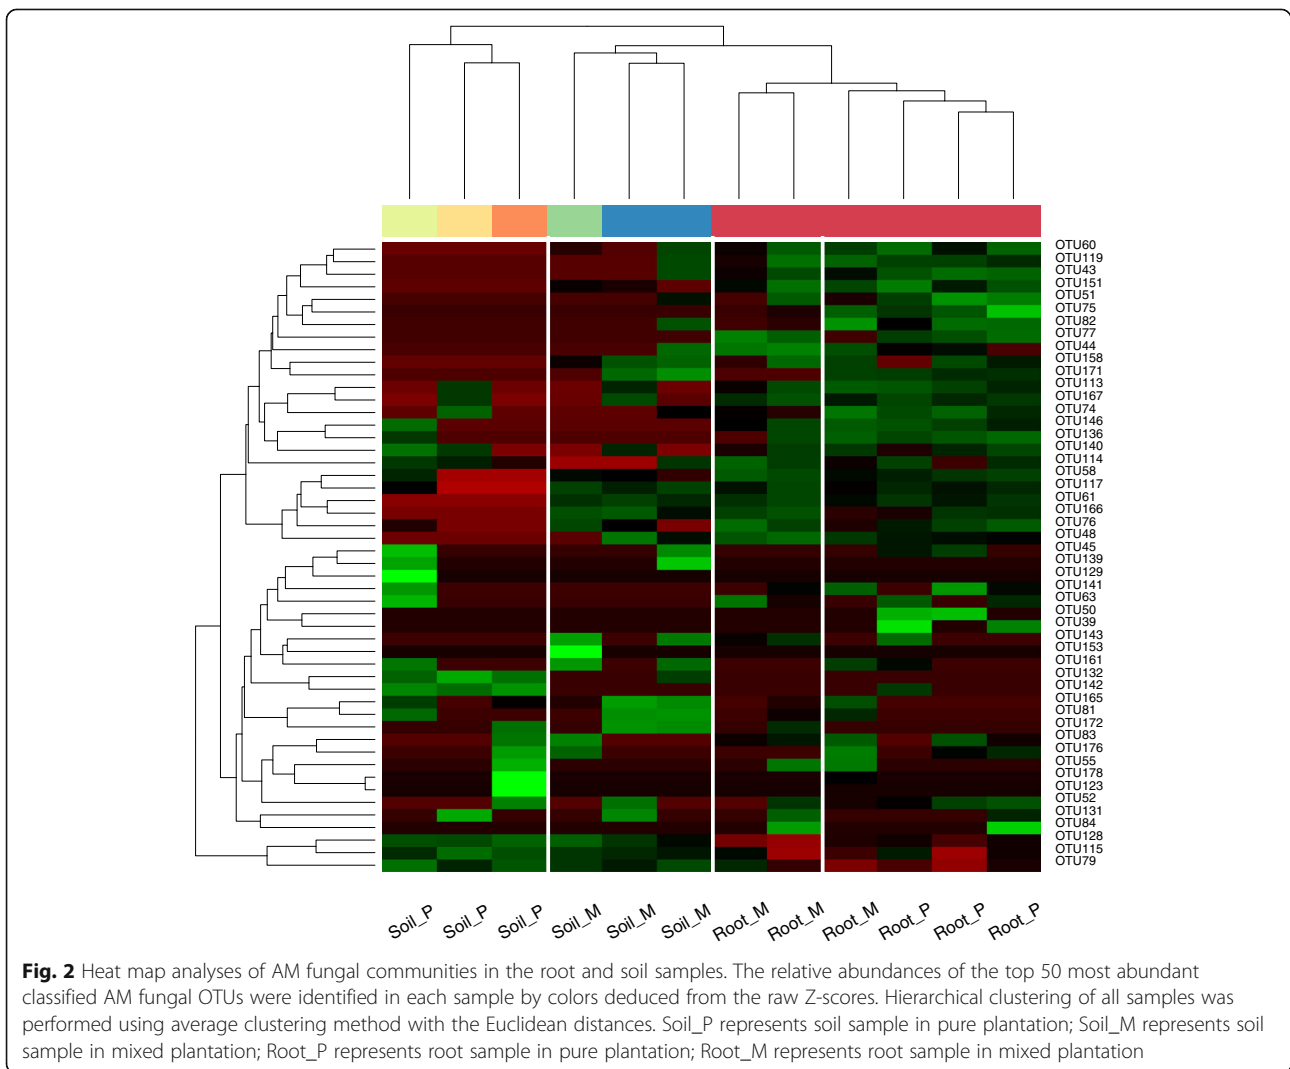 OTU60
OTU119
OTU43
OTU151
OTU51
OTU75
OTU82
OTU77
OTU44
OTU158
OTU171
OTU113
OTU167
OTU74
OTU146
OTU136
OTU140
OTU114
OTU58
OTU117
OTU61
OTU166
OTU76
OTU48
OTU45
OTU139
OTU129
OTU141
OTU63
OTU50
OTU39
OTU143
OTU153
OTU161
OTU132
OTU142
OTU165
OTU81
OTU172
OTU83
OTU176
OTU55
OTU178
OTU123
OTU52
OTU131
OTU84
OTU128
OTU115
OTU79
Soil_P Soil_P Soil_P Soil_M Soil_M Soil_M Root_M Root_M Root_M Root_P Root_P Root_P
Fig. 2 Heat map analyses of AM fungal communities in the root and soil samples. The relative abundances of the top 50 most abundant
classified AM fungal OTUs were identified in each sample by colors deduced from the raw Z-scores. Hierarchical clustering of all samples was
performed using average clustering method with the Euclidean distances. Soil_P represents soil sample in pure plantation; Soil_M represents soil
sample in mixed plantation; Root_P represents root sample in pure plantation; Root_M represents root sample in mixed plantation